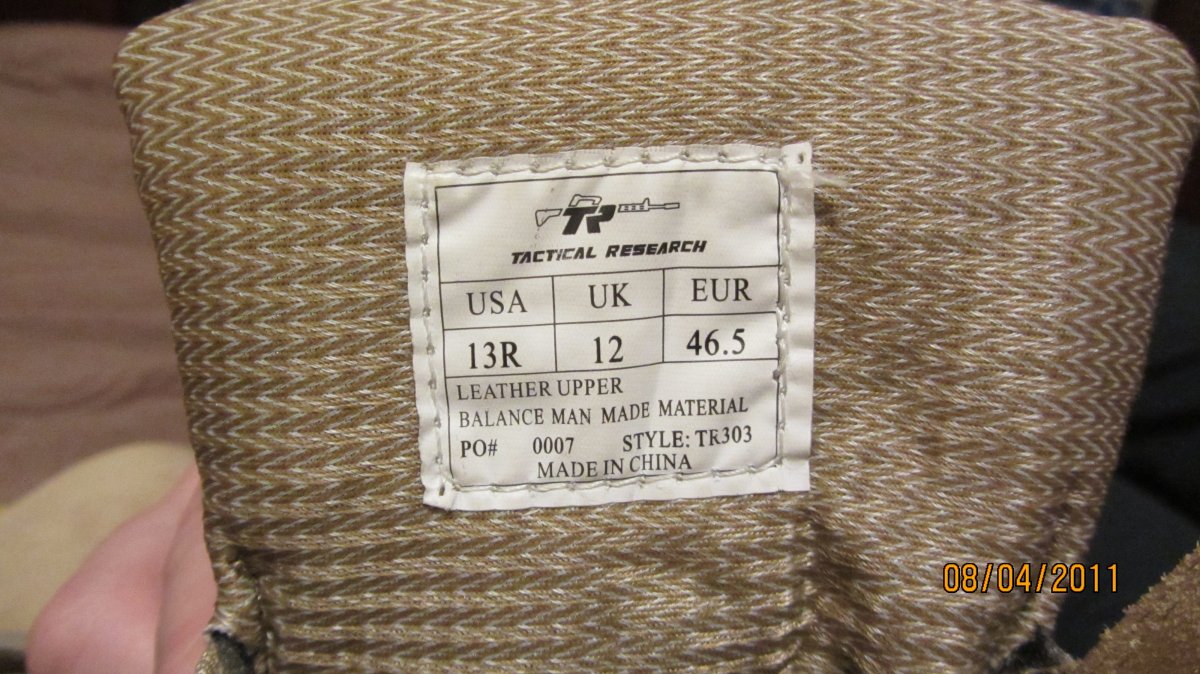 TR
TACTICAL RESEARCH
USA UK EUR
13R 12 46.5
LEATHER UPPER
BALANCE MAN MADE MATERIAL
PO# 0007 STYLE: TR303
MADE IN CHINA
08/04/2011